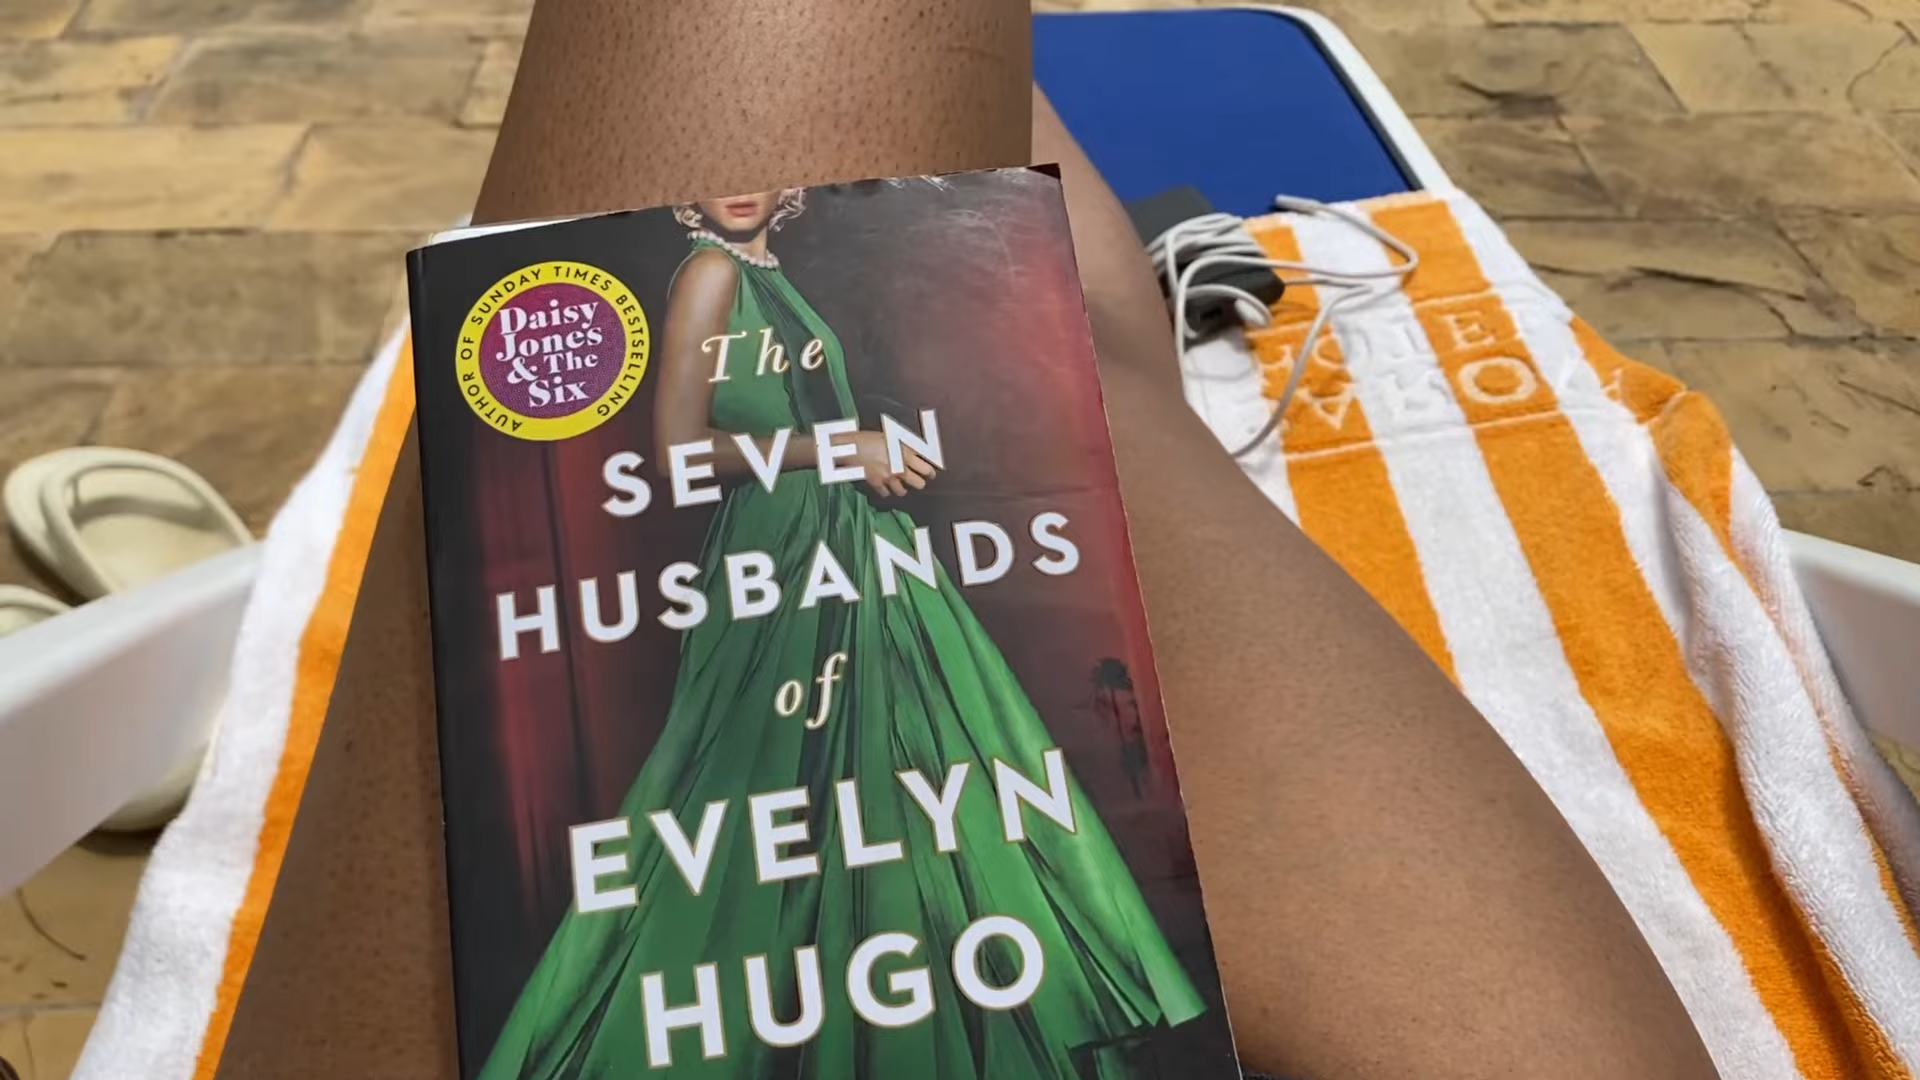 AUTHOR OF SUNDAY TIMES BESTSELLING
Daisy
Jones
& The
Six
The
SEVEN
HUSBANDS
of
EVELYN
HUGO